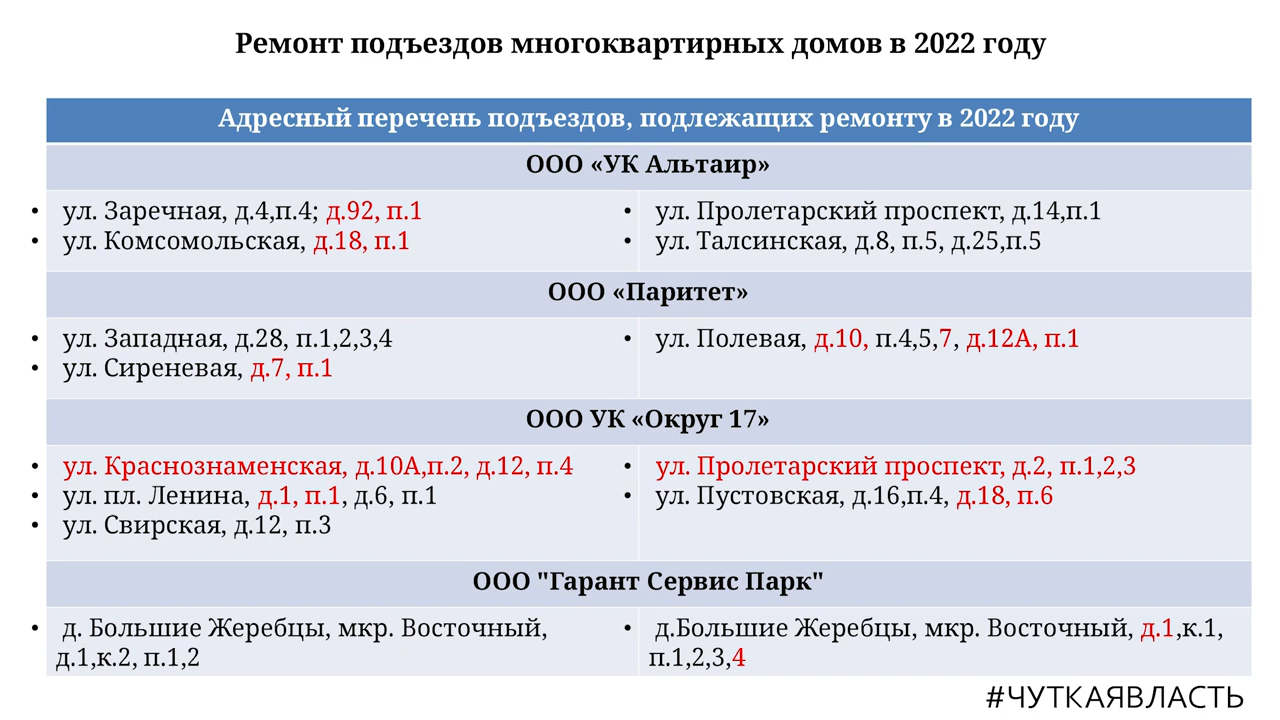 Ремонт подъездов многоквартирных домов в 2022 году
Адресный перечень подъездов, подлежащих ремонту в 2022 году
ООО «УК Альтаир»
• ул. Заречная, д.4,п.4; д.92, п.1
• ул. Комсомольская, д.18, п.1
• ул. Пролетарский проспект, д.14,п.1
• ул. Талсинская, д.8, п.5, д.25,п.5
ООО «Паритет»
• ул. Западная, д.28, п.1,2,3,4
• ул. Сиреневая, д.7, п.1
• ул. Полевая, д.10, п.4,5,7, д.12А, п.1
ООО УК «Округ 17»
• ул. Краснознаменская, д.10А,п.2, д.12, п.4
• ул. пл. Ленина, д.1, п.1, д.6, п.1
• ул. Свирская, д.12, п.3
• ул. Пролетарский проспект, д.2, п.1,2,3
• ул. Пустовская, д.16,п.4, д.18, п.6
ООО "Гарант Сервис Парк"
• д. Большие Жеребцы, мкр. Восточный,
д.1,к.2, п.1,2
• д.Большие Жеребцы, мкр. Восточный, д.1,к.1,
п.1,2,3,4
#ЧУТКАЯВЛАСТЬ